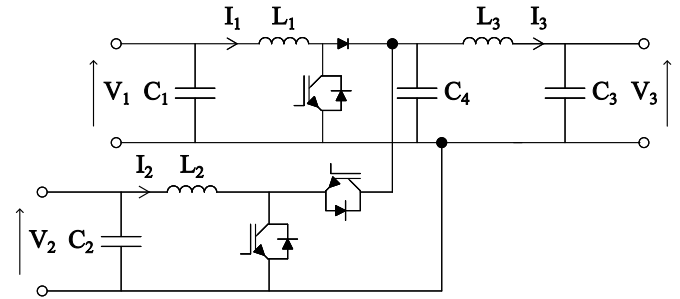 I₁ L₁ L₃ I₃
V₁ C₁ C₄ C₃ V₃
I₂ L₂
V₂ C₂